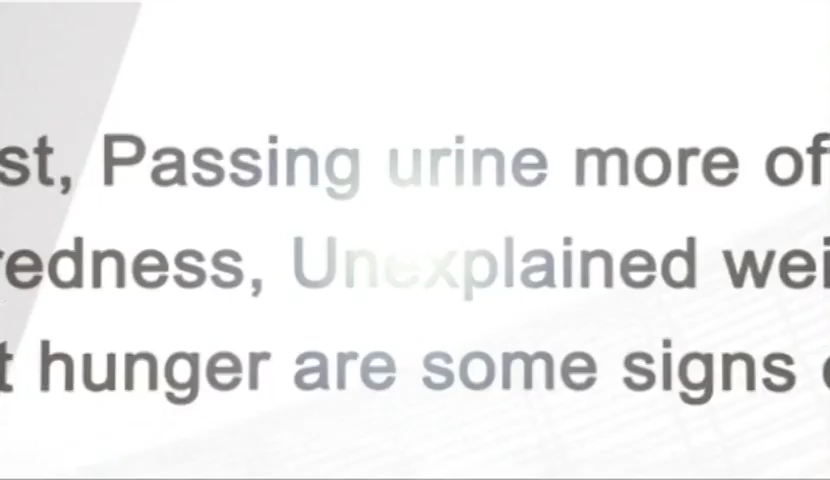 st, Passing urine more of
redness, Unexplained wei
t hunger are some signs